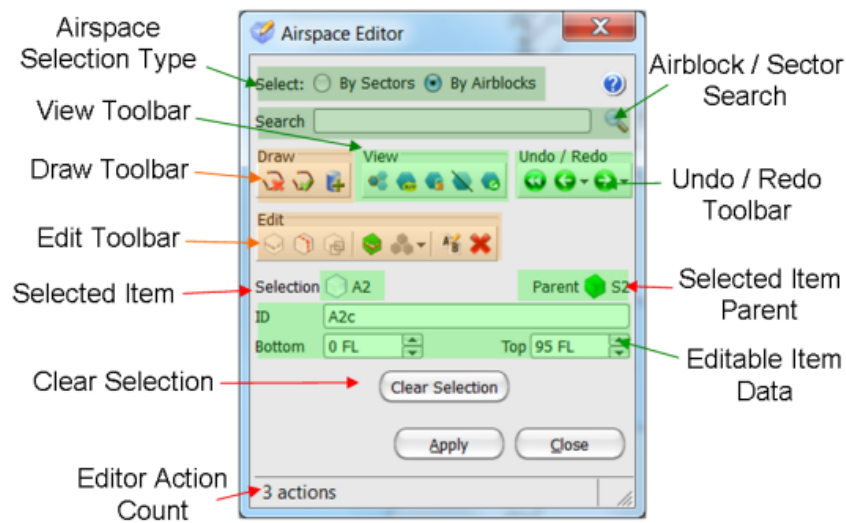 Airspace
Selection Type
View Toolbar
Draw Toolbar
Edit Toolbar
Selected Item
Clear Selection
Editor Action
Count
Airspace Editor
Select: By Sectors By Airblocks
Search
Draw View Undo / Redo
Edit
Selection A2 Parent S2
ID A2c
Bottom 0 FL Top 95 FL
Clear Selection
Apply Close
3 actions
Airblock / Sector
Search
Undo / Redo
Toolbar
Selected Item
Parent
Editable Item
Data